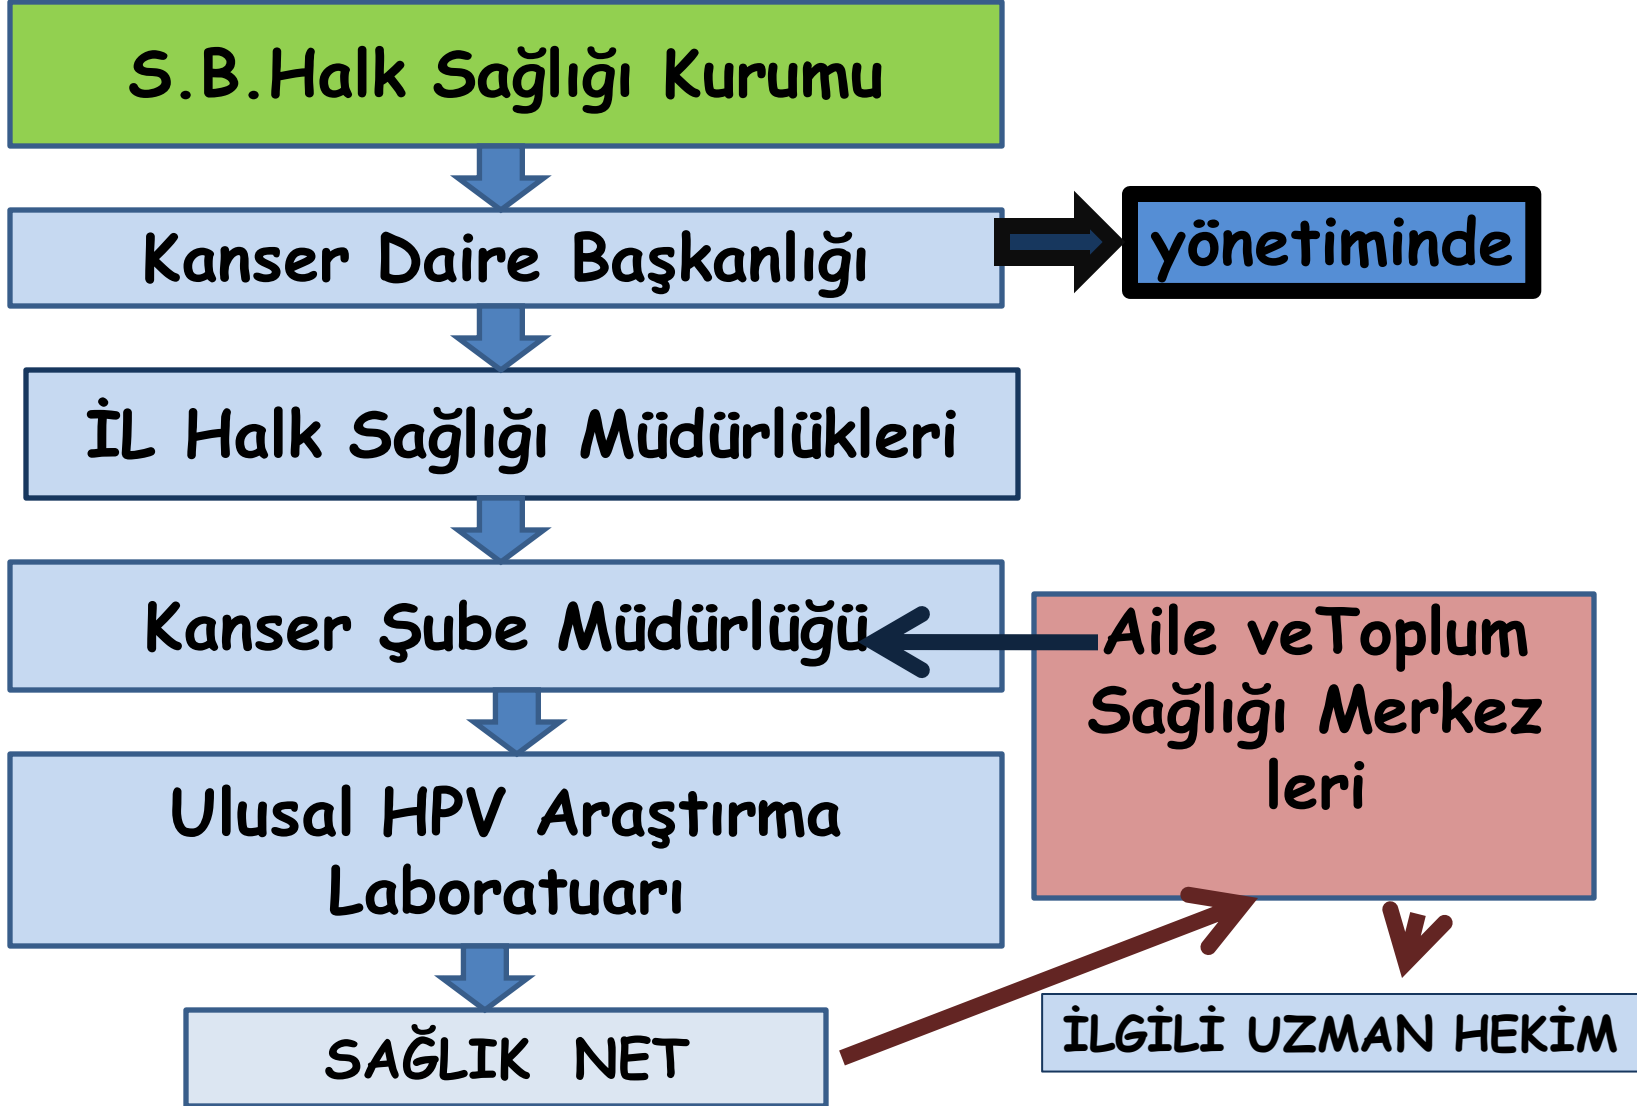 S.B.Halk Sağlığı Kurumu
Kanser Daire Başkanlığı
yönetiminde
İL Halk Sağlığı Müdürlükleri
Kanser Şube Müdürlüğü
Aile veToplum
Sağlığı Merkez
leri
Ulusal HPV Araştırma
Laboratuarı
SAĞLIK NET
İLGİLİ UZMAN HEKİM